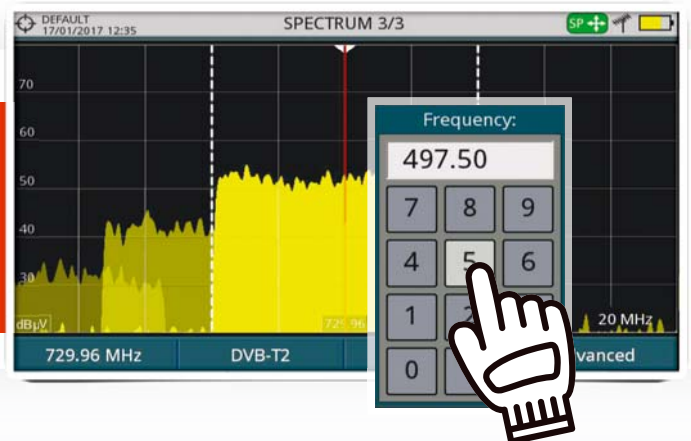 DEFAULT
17/01/2017 12:35
SPECTRUM 3/3
SP
70
60
50
40
30
dBµV
20 MHz
729.96 MHz
DVB-T2
Frequency:
497.50
7 8 9
4 5 6
1 2
0